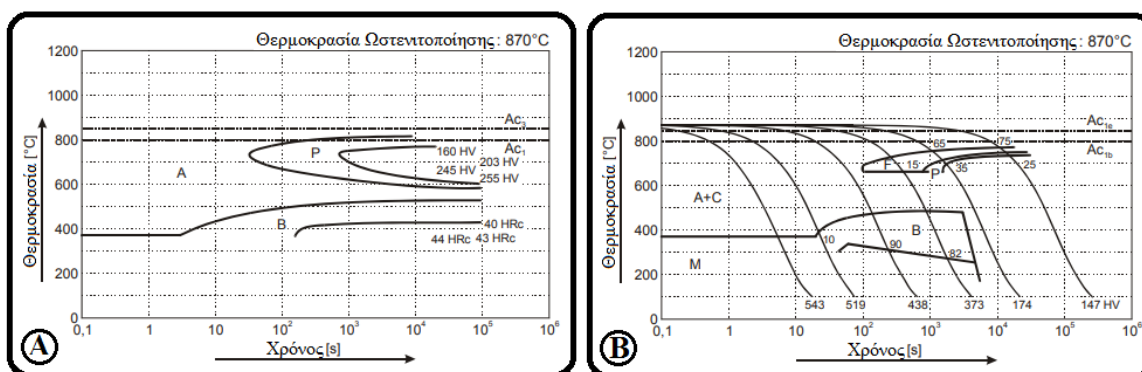 Θερμοκρασία Ωστενιτοποίησης: 870°C
1200
1000
800
600
400
200
0
Θερμοκρασία [°C]
Ac₃
Ac₁
A
P
B
160 HV
203 HV
245 HV
255 HV
40 HRc
44 HRc
43 HRc
0,1
1
10
10²
10³
10⁴
10⁵
10⁶
Χρόνος [s]
A
Θερμοκρασία Ωστενιτοποίησης: 870°C
1200
1000
800
600
400
200
0
Θερμοκρασία [°C]
Ac₁ₑ
Ac₁b
65
75
F
15
P
35
25
A+C
B
10
90
82
M
543
519
438
373
174
147 HV
0,1
1
10
10²
10³
10⁴
10⁵
10⁶
Χρόνος [s]
B